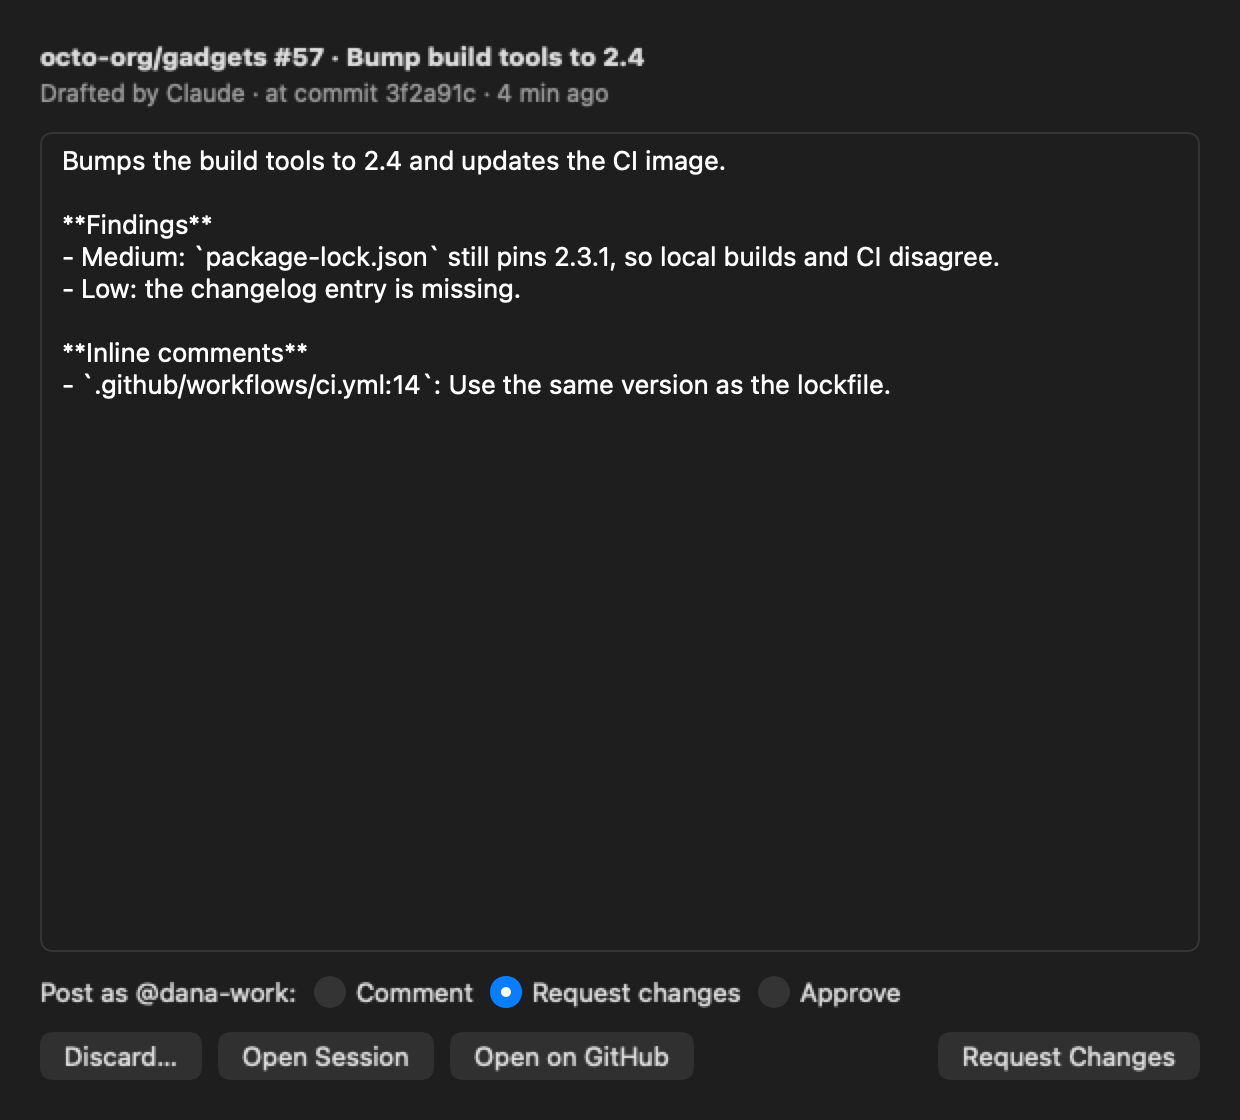 octo-org/gadgets #57 · Bump build tools to 2.4
Drafted by Claude · at commit 3f2a91c · 4 min ago
Bumps the build tools to 2.4 and updates the CI image.
**Findings**
- Medium: `package-lock.json` still pins 2.3.1, so local builds and CI disagree.
- Low: the changelog entry is missing.
**Inline comments**
- `.github/workflows/ci.yml:14`: Use the same version as the lockfile.
Post as @dana-work: Comment Request changes Approve
Discard... Open Session Open on GitHub Request Changes